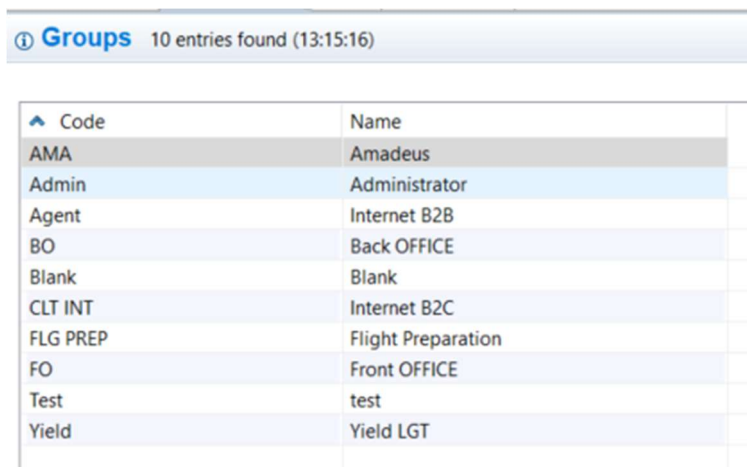 Groups 10 entries found (13:15:16)
Code Name
AMA Amadeus
Admin Administrator
Agent Internet B2B
BO Back OFFICE
Blank Blank
CLT INT Internet B2C
FLG PREP Flight Preparation
FO Front OFFICE
Test test
Yield Yield LGT